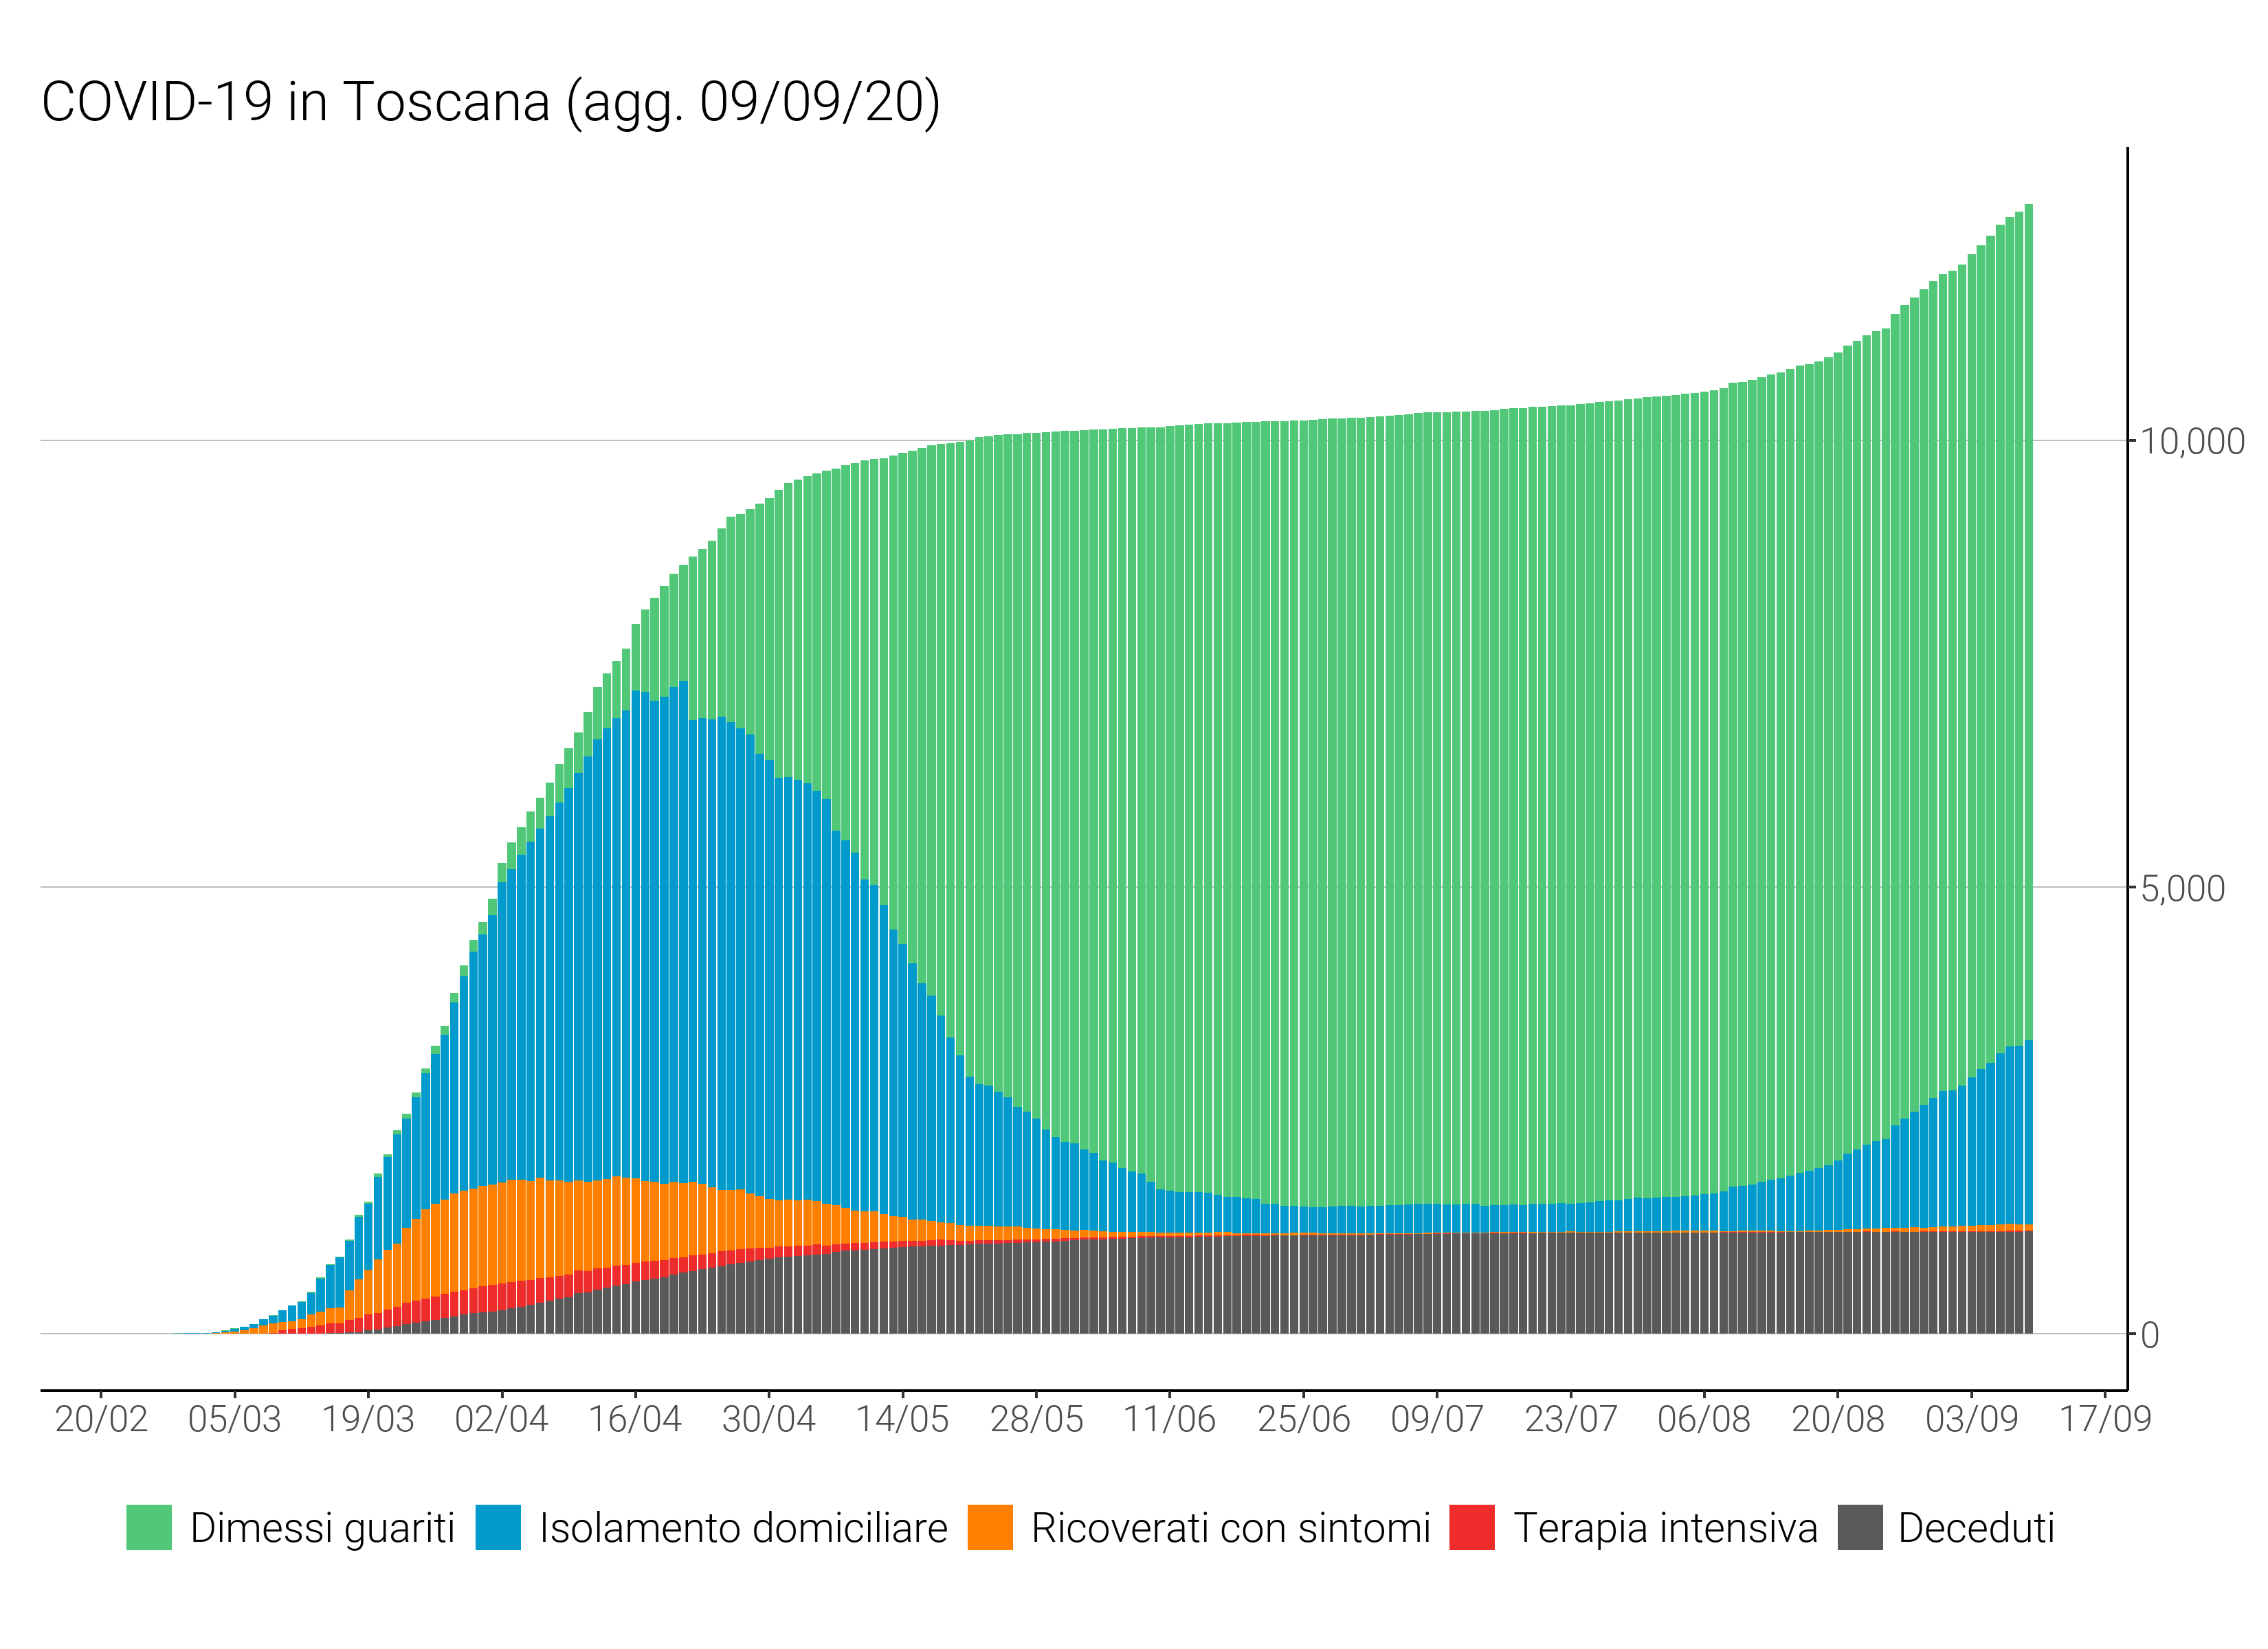 COVID-19 in Toscana (agg. 09/09/20)
10,000
5,000
0
20/02 05/03 19/03 02/04 16/04 30/04 14/05 28/05 11/06 25/06 09/07 23/07 06/08 20/08 03/09 17/09
Dimessi guariti Isolamento domiciliare Ricoverati con sintomi Terapia intensiva Deceduti